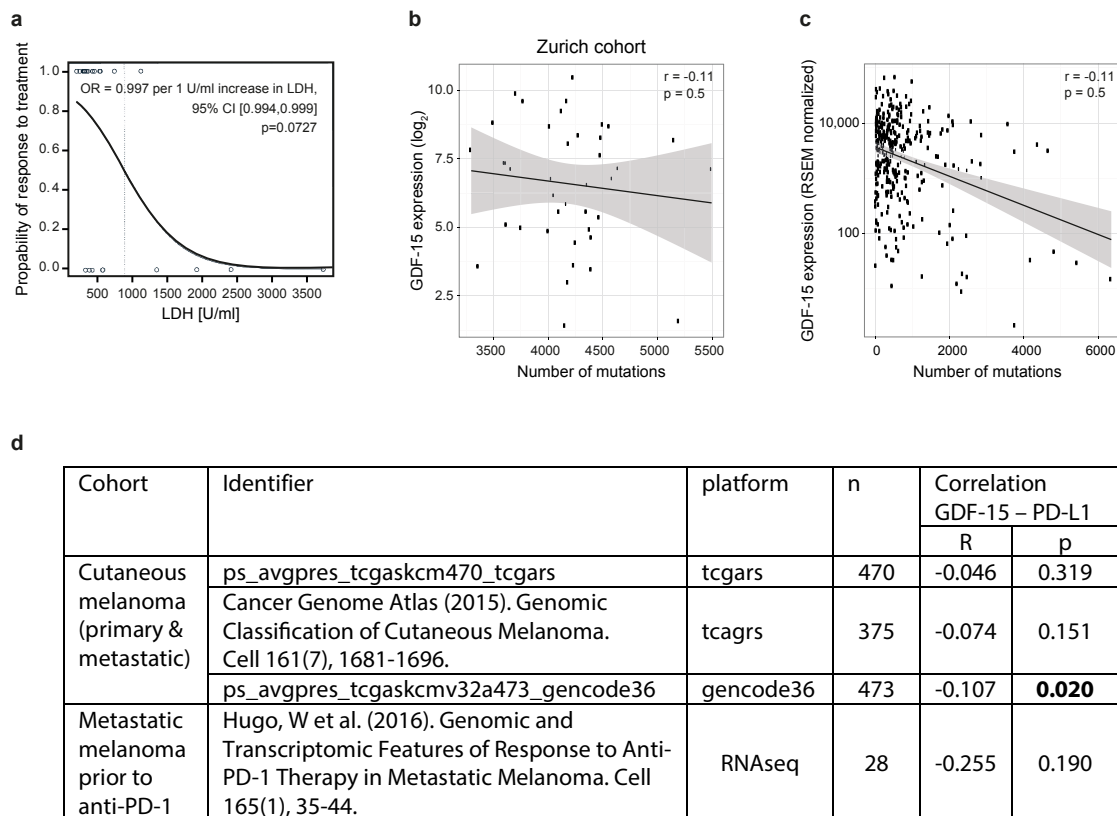 a
Propability of response to treatment
1.0
0.8
0.6
0.4
0.2
0.0
OR = 0.997 per 1 U/ml increase in LDH,
95% CI [0.994,0.999]
p=0.0727
500 1000 1500 2000 2500 3000 3500
LDH [U/ml]
b
Zurich cohort
GDF-15 expression (log2)
10.0
7.5
5.0
2.5
r = -0.11
p = 0.5
3500 4000 4500 5000 5500
Number of mutations
c
GDF-15 expression (RSEM normalized)
10,000
100
r = -0.11
p = 0.5
0 2000 4000 6000
Number of mutations
d
Cohort Identifier platform n Correlation
GDF-15 – PD-L1
R p
Cutaneous
melanoma
(primary &
metastatic)
ps_avgpres_tcgaskcm470_tcgars tcgars 470 -0.046 0.319
Cancer Genome Atlas (2015). Genomic
Classification of Cutaneous Melanoma.
Cell 161(7), 1681-1696.
tcagrs 375 -0.074 0.151
ps_avgpres_tcgaskcmv32a473_gencode36 gencode36 473 -0.107 0.020
Metastatic
melanoma
prior to
anti-PD-1
Hugo, W et al. (2016). Genomic and
Transcriptomic Features of Response to Anti-
PD-1 Therapy in Metastatic Melanoma. Cell
165(1), 35-44.
RNAseq 28 -0.255 0.190